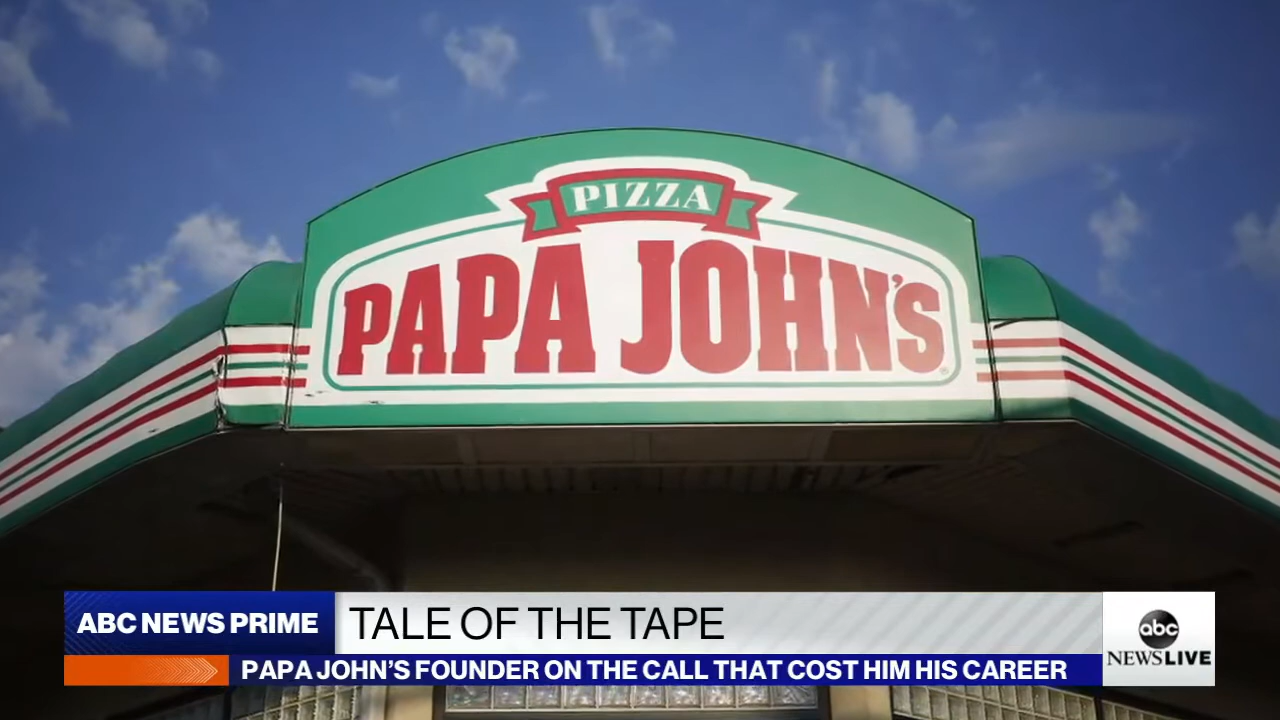 PIZZA
PAPA JOHN'S
ABC NEWS PRIME
TALE OF THE TAPE
PAPA JOHN'S FOUNDER ON THE CALL THAT COST HIM HIS CAREER
abc
NEWSLIVE